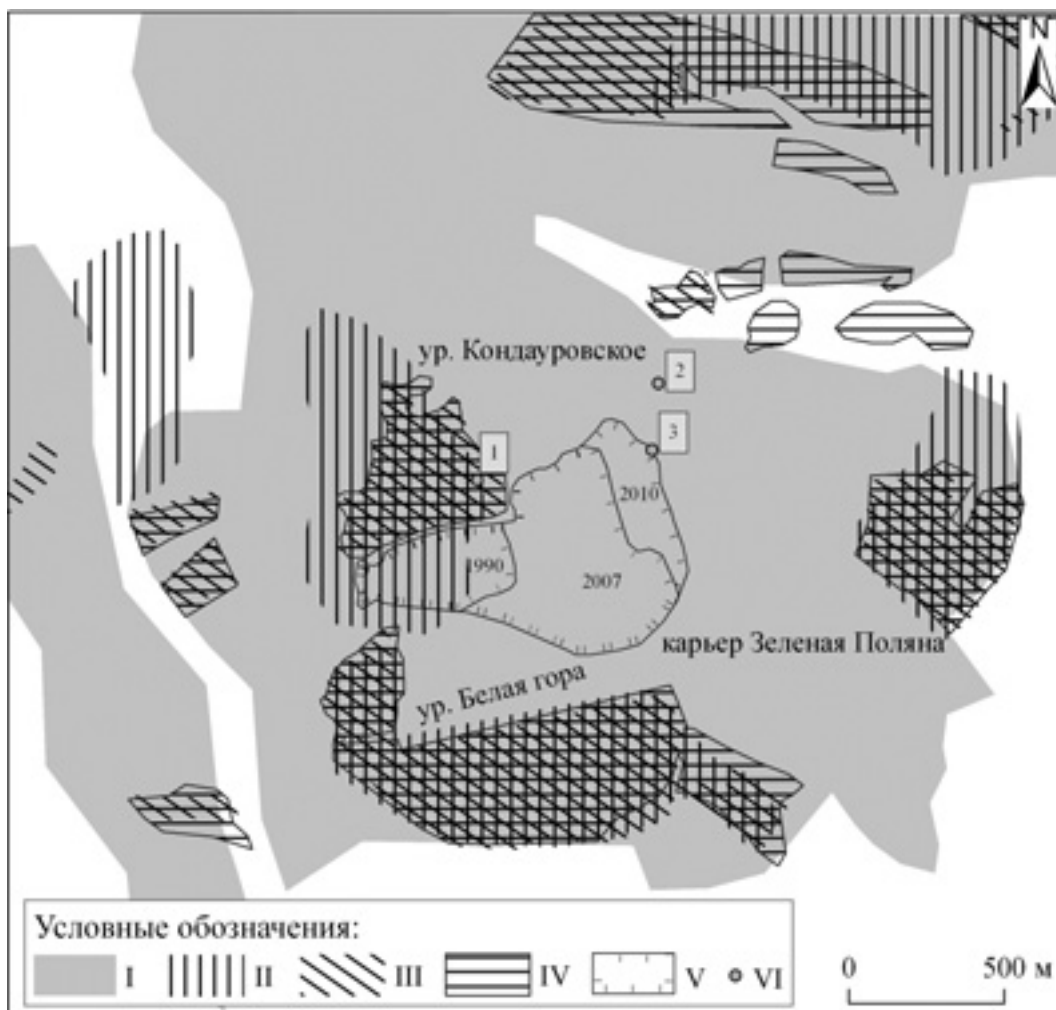 N
ур. Кондауровское
2
1
3
2010
1990
2007
карьер Зеленая Поляна
ур. Белая гора
Условные обозначения:
I II III IV V VI
0 500 м